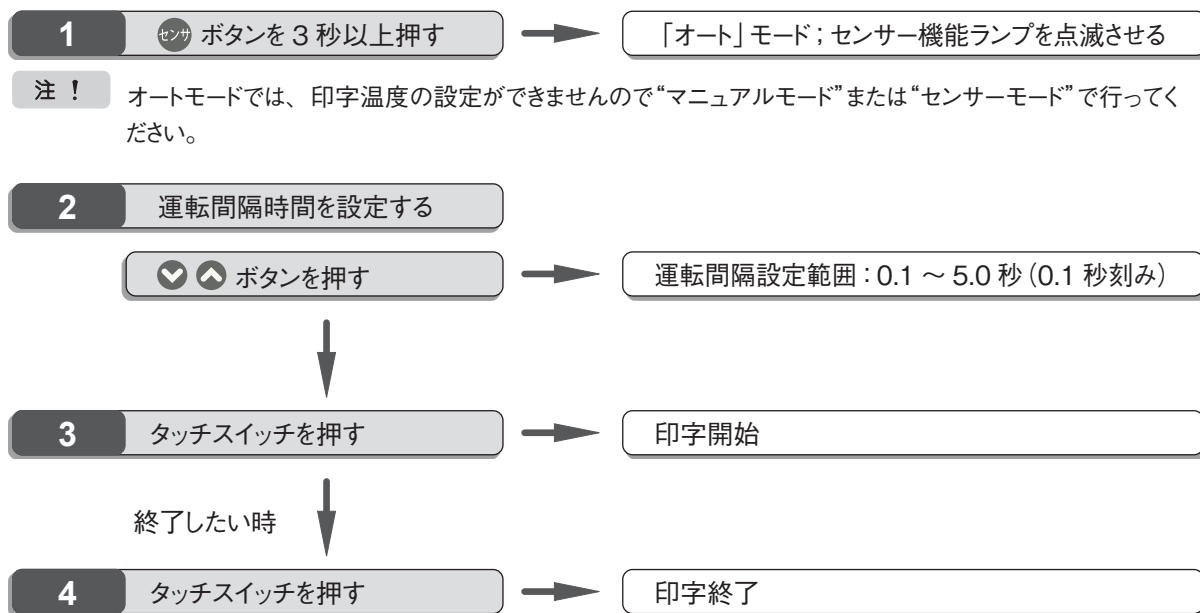 1 センサ ボタンを 3 秒以上押す 「オート」モード；センサー機能ランプを点滅させる
注！ オートモードでは、印字温度の設定ができませんので“マニュアルモード”または“センサーモード”で行ってく
ださい。
2 運転間隔時間を設定する
ボタンを押す 運転間隔設定範囲：0.1 ～ 5.0 秒（0.1 秒刻み）
3 タッチスイッチを押す 印字開始
終了したい時
4 タッチスイッチを押す 印字終了